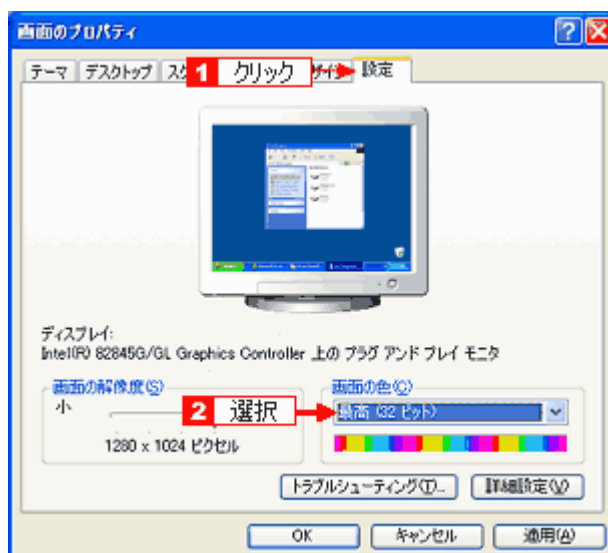 画面のプロパティ
テーマ デスクトップ 1 クリック 設定
ディスプレイ:
Intel(R) 82845G/GL Graphics Controller 上の プラグ アンド プレイ モニタ
画面の解像度(S)
小
1280 x 1024 ピクセル
画面の色(C)
2 選択 最高 (32 ビット)
トラブルシューティング(T)... 詳細設定(V)
OK キャンセル 適用(A)